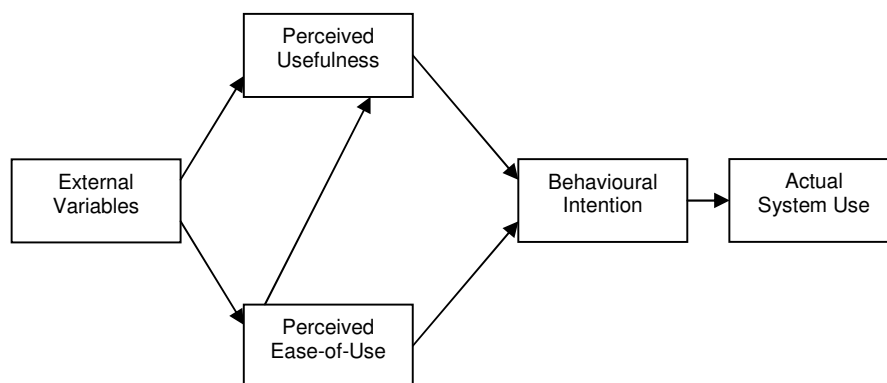 Perceived
Usefulness
External
Variables
Behavioural
Intention
Actual
System Use
Perceived
Ease-of-Use